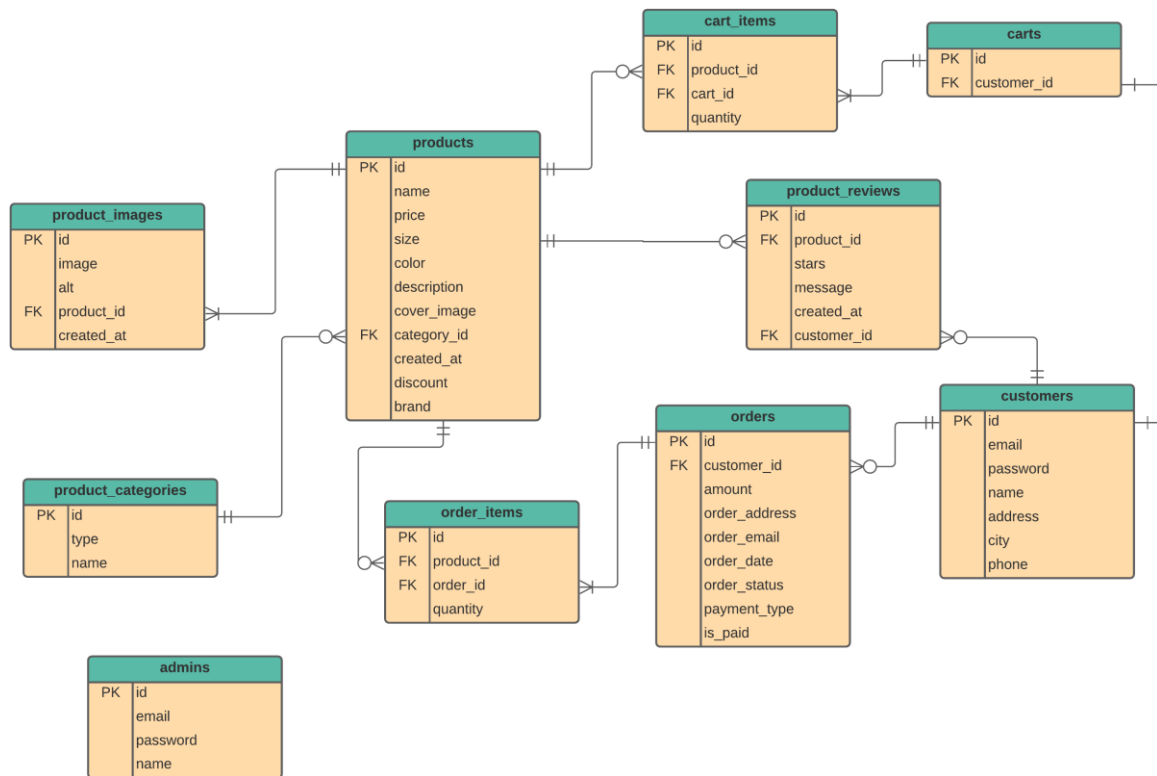 cart_items
PK id
FK product_id
FK cart_id
quantity
carts
PK id
FK customer_id
products
PK id
name
price
size
color
description
cover_image
FK category_id
created_at
discount
brand
product_reviews
PK id
FK product_id
stars
message
created_at
FK customer_id
product_images
PK id
image
alt
FK product_id
created_at
customers
PK id
email
password
name
address
city
phone
orders
PK id
FK customer_id
amount
order_address
order_email
order_date
order_status
payment_type
is_paid
product_categories
PK id
type
name
order_items
PK id
FK product_id
FK order_id
quantity
admins
PK id
email
password
name